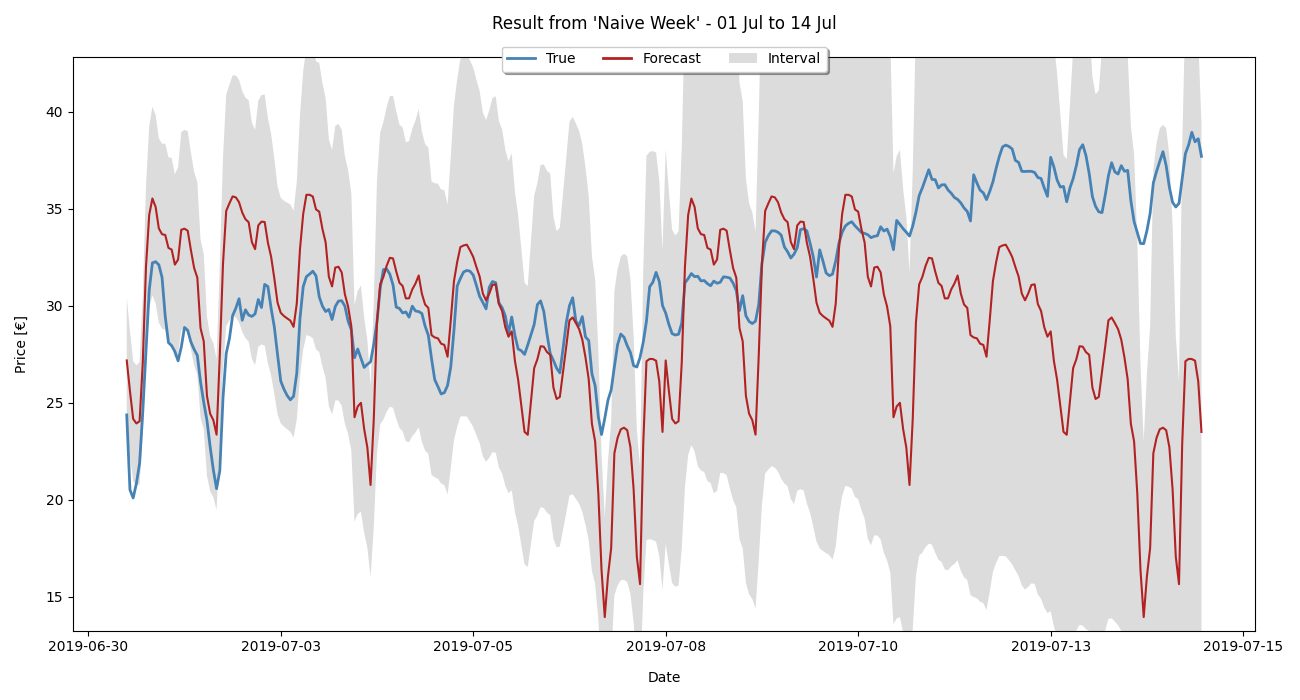 Result from 'Naive Week' - 01 Jul to 14 Jul
True Forecast Interval
Price [€]
40
35
30
25
20
15
2019-06-30 2019-07-03 2019-07-05 2019-07-08 2019-07-10 2019-07-13 2019-07-15
Date